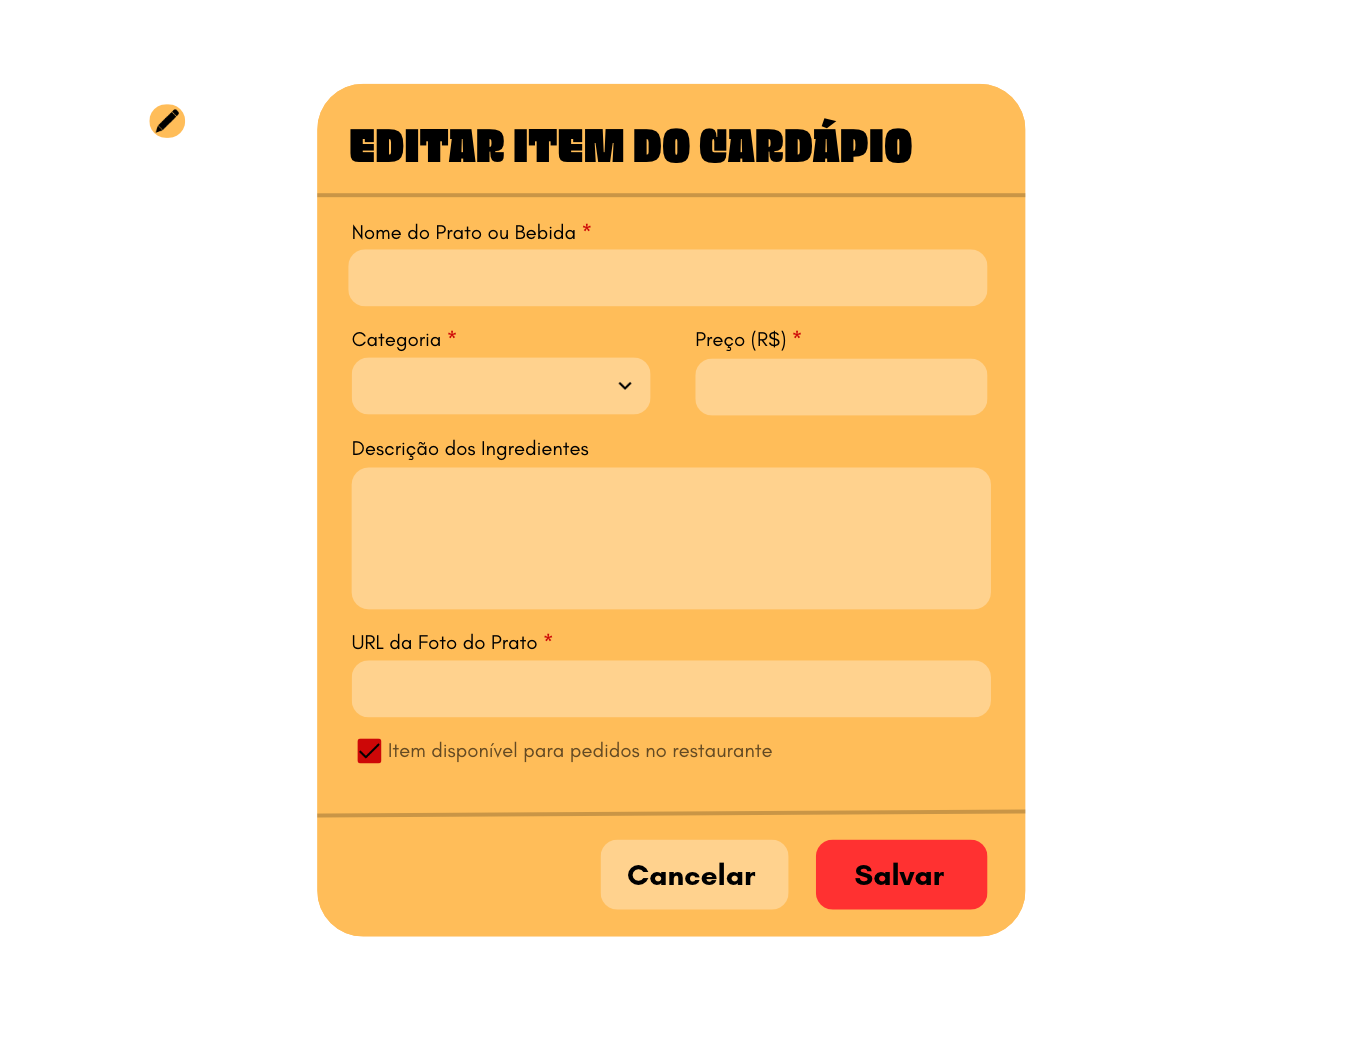 EDITAR ITEM DO CARDÁPIO
Nome do Prato ou Bebida *
Categoria *
Preço (R$) *
Descrição dos Ingredientes
URL da Foto do Prato *
Item disponível para pedidos no restaurante
Cancelar
Salvar